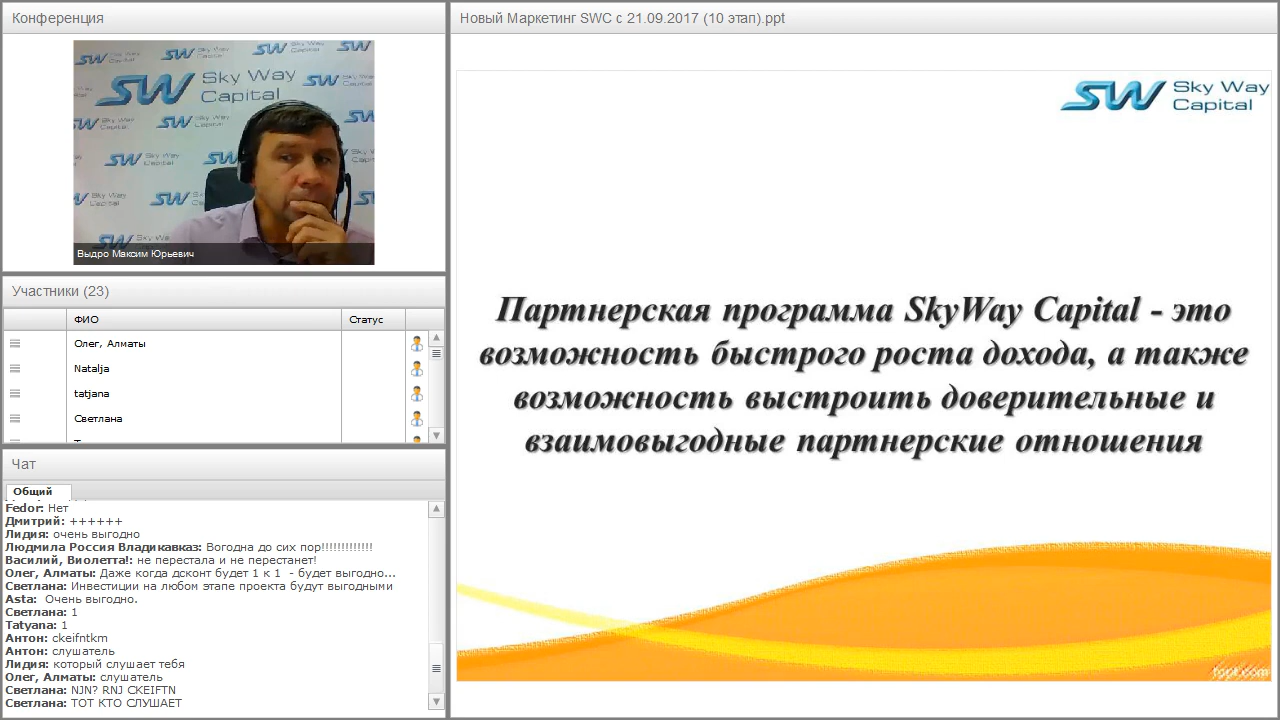 Конференция
SW Sky Way Capital
Выдро Максим Юрьевич
Участники (23)
ФИО Статус
Олег, Алматы
Natalja
tatjana
Светлана
Чат
Общий
Fedor: Нет
Дмитрий: ++++++
Лидия: очень выгодно
Людмила Россия Владикавказ: Вогодна до сих пор!!!!!!!!!!!!!
Василий, Виолетта!: не перестала и не перестанет!
Олег, Алматы: Даже когда дсконт будет 1 к 1 - будет выгодно...
Светлана: Инвестиции на любом этапе проекта будут выгодными
Asta: Очень выгодно.
Светлана: 1
Tatyana: 1
Антон: ckeifntkm
Антон: слушатель
Лидия: который слушает тебя
Олег, Алматы: слушатель
Светлана: NJN? RNJ CKEIFTN
Светлана: ТОТ КТО СЛУШАЕТ
Новый Маркетинг SWC с 21.09.2017 (10 этап).ppt
SW Sky Way
Capital
Партнерская программа SkyWay Capital - это
возможность быстрого роста дохода, а также
возможность выстроить доверительные и
взаимовыгодные партнерские отношения
fppt.com